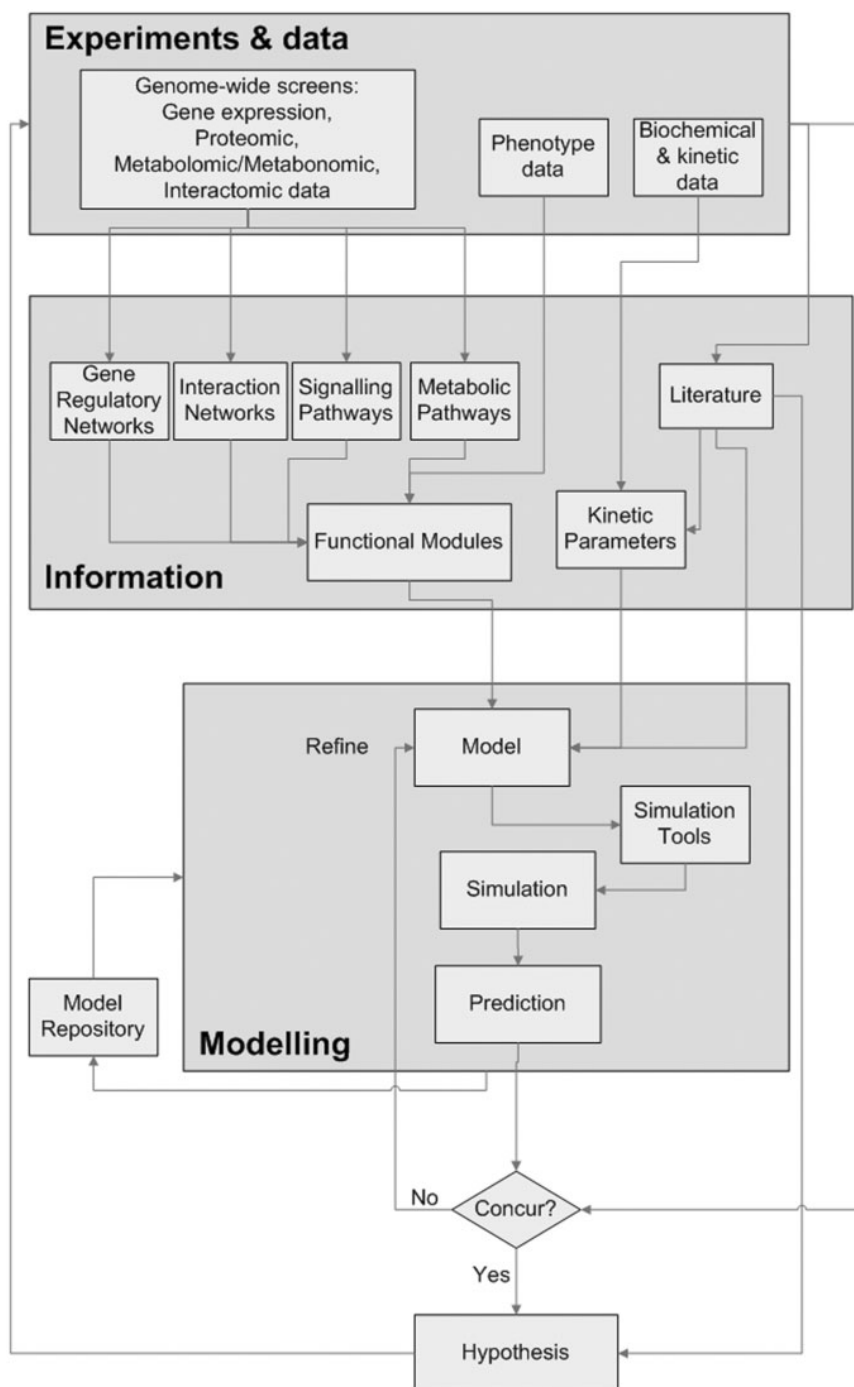 Experiments & data
Genome-wide screens:
Gene expression,
Proteomic,
Metabolomic/Metabonomic,
Interactomic data
Phenotype
data
Biochemical
& kinetic
data
Gene
Regulatory
Networks
Interaction
Networks
Signalling
Pathways
Metabolic
Pathways
Literature
Functional Modules
Kinetic
Parameters
Information
Refine
Model
Simulation
Tools
Simulation
Prediction
Model
Repository
Modelling
No
Concur?
Yes
Hypothesis